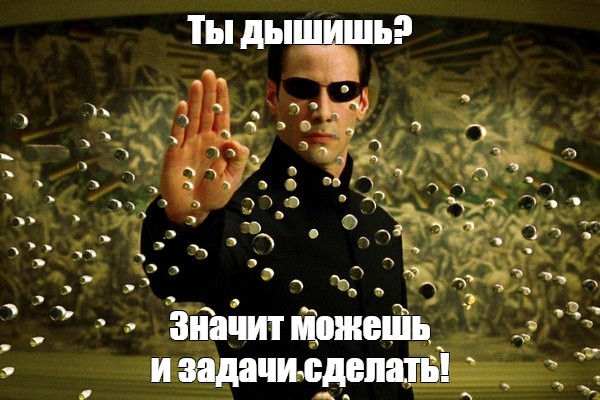 Ты дышишь?
Значит можешь
и задачи сделать!